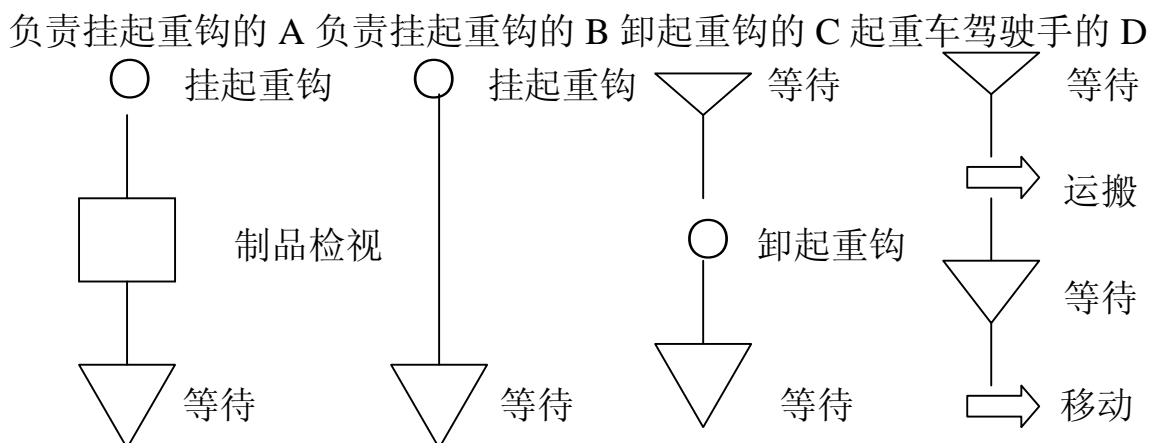 负责挂起重钩的 A 负责挂起重钩的 B 卸起重钩的 C 起重车驾驶手的 D
挂起重钩 挂起重钩 等待 等待
运搬
制品检视 卸起重钩
等待
等待 等待 等待 移动